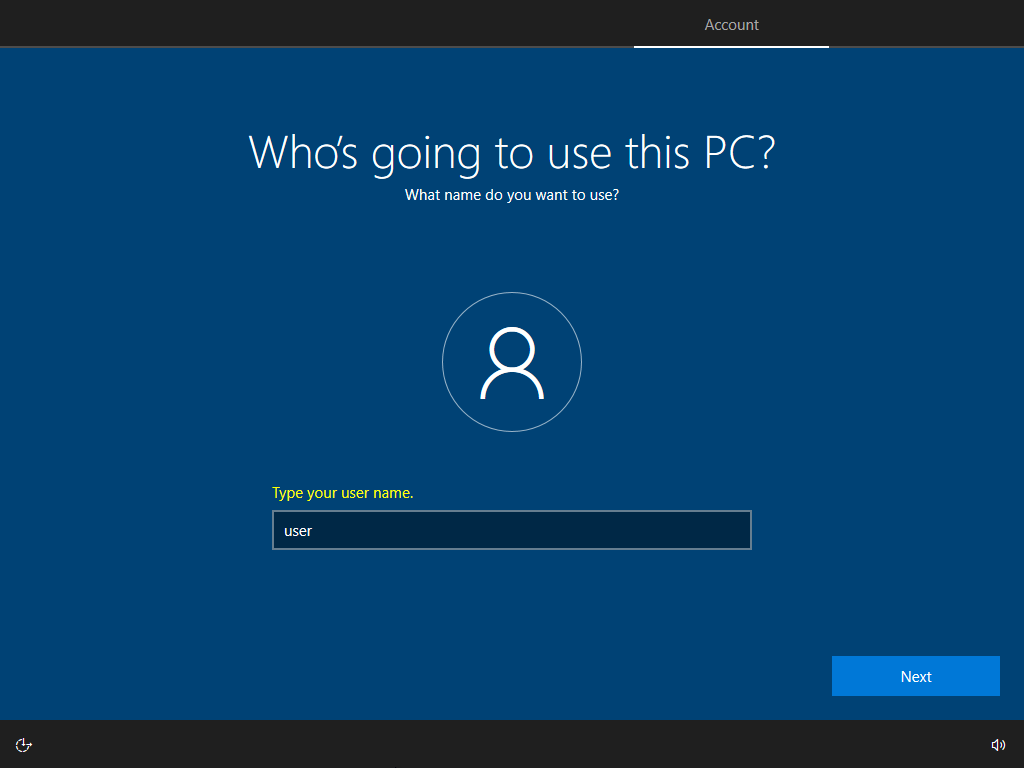 Account
Who's going to use this PC?
What name do you want to use?
Type your user name.
user
Next